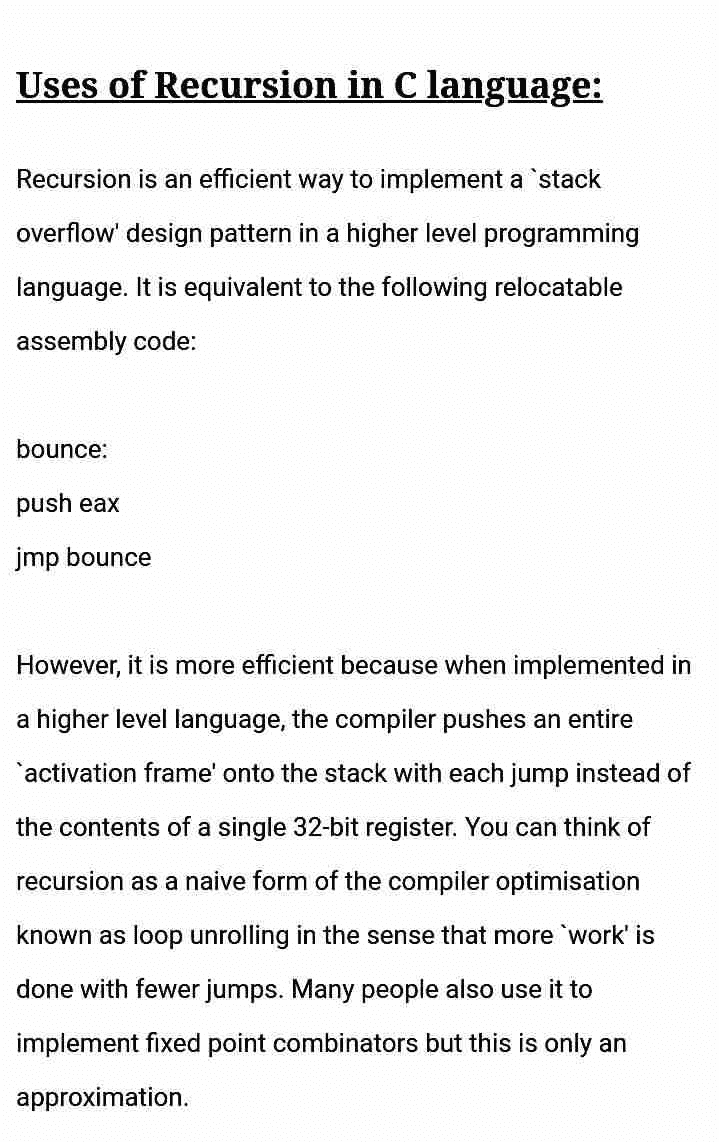 Uses of Recursion in C language:
Recursion is an efficient way to implement a `stack
overflow' design pattern in a higher level programming
language. It is equivalent to the following relocatable
assembly code:
bounce:
push eax
jmp bounce
However, it is more efficient because when implemented in
a higher level language, the compiler pushes an entire
`activation frame' onto the stack with each jump instead of
the contents of a single 32-bit register. You can think of
recursion as a naive form of the compiler optimisation
known as loop unrolling in the sense that more `work' is
done with fewer jumps. Many people also use it to
implement fixed point combinators but this is only an
approximation.